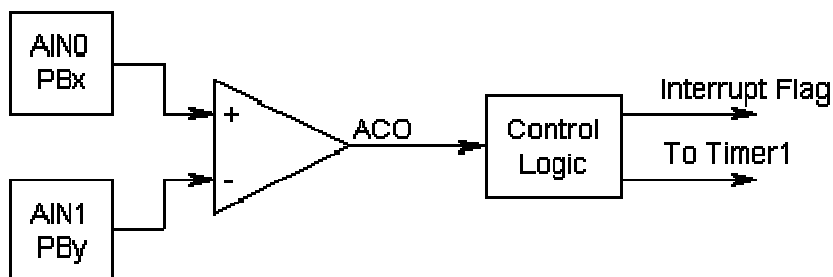 AIN0
PBx
+
ACO
Control
Logic
Interrupt Flag
To Timer1
-
AIN1
PBy